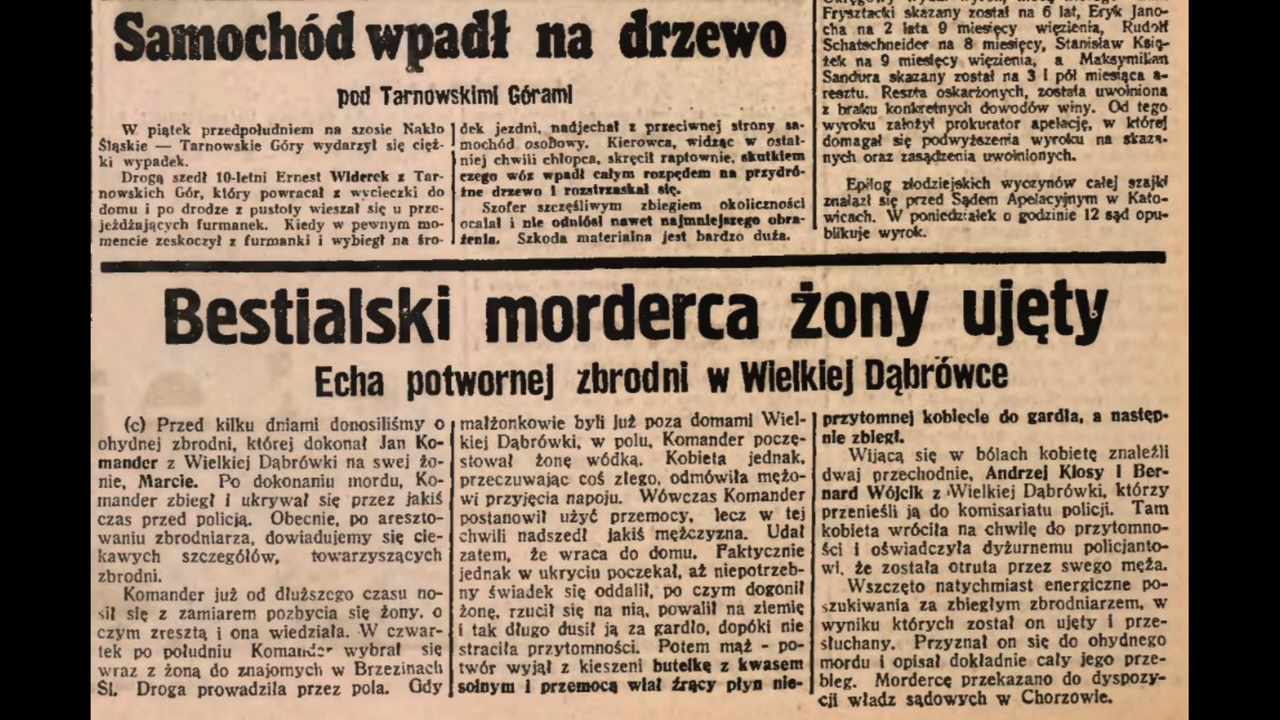 Samochód wpadł na drzewo
pod Tarnowskimi Górami
W piątek przedpołudniem na szosie Nakło
Śląskie — Tarnowskie Góry wydarzył się cięż-
ki wypadek.
Drogą szedł 10-letni Ernest Widerek z Tar-
nowskich Gór, który powracał z wycieczki do
domu i po drodze z pustoty wieszał się u prze-
jeżdżających furmanek. Kiedy w pewnym mo-
mencie zeskoczył z furmanki i wybiegł na śro-
dek jezdni, nadjechał z przeciwnej strony sa-
mochód osobowy. Kierowca, widząc w ostat-
niej chwili chłopca, skręcił raptownie, skutkiem
czego wóz wpadł całym rozpędem na przydró-
żne drzewo i rozstrzaskał się.
Szofer szczęśliwym zbiegiem okoliczności
ocalał i nie odniósł nawet najmniejszego obra-
żenia. Szkoda materialna jest bardzo duża.
Frysztacki skazany został na 6 lat, Eryk Jano-
cha na 2 lata 9 miesięcy więzienia, Rudolf
Schatschneider na 8 miesięcy, Stanisław Ksią-
żek na 9 miesięcy więzienia, a Maksymilian
Sandura skazany został na 3 i pół miesiąca a-
resztu. Reszta oskarżonych, została uwolniona
z braku konkretnych dowodów winy. Od tego
wyroku założył prokurator apelację, w której
domagał się podwyższenia wyroku na skaza-
nych oraz zasądzenia uwolnionych.
Epilog złodziejskich wyczynów całej szajki
znalazł się przed Sądem Apelacyjnym w Kato-
wicach. W poniedziałek o godzinie 12 sąd opu-
blikuje wyrok.
Bestialski morderca żony ujęty
Echa potwornej zbrodni w Wielkiej Dąbrówce
(c) Przed kilku dniami donosiliśmy o
ohydnej zbrodni, której dokonał Jan Ko-
mander z Wielkiej Dąbrówki na swej żo-
nie, Marcie. Po dokonaniu mordu, Ko-
mander zbiegł i ukrywał się przez jakiś
czas przed policją. Obecnie, po areszto-
waniu zbrodniarza, dowiadujemy się cie-
kawych szczegółów, towarzyszących
zbrodni.
Komander już od dłuższego czasu no-
sił się z zamiarem pozbycia się żony, o
czym zresztą i ona wiedziała. W czwar-
tek po południu Komander wybrał się
wraz z żoną do znajomych w Brzezinach
Śl. Droga prowadziła przez pola. Gdy
małżonkowie byli już poza domami Wiel-
kiej Dąbrówki, w polu, Komander poczę-
stował żonę wódką. Kobieta jednak,
przeczuwając coś złego, odmówiła mężo-
wi przyjęcia napoju. Wówczas Komander
postanowił użyć przemocy, lecz w tej
chwili nadszedł jakiś mężczyzna. Udał
zatem, że wraca do domu. Faktycznie
jednak w ukryciu poczekał, aż niepotrzeb-
ny świadek się oddalił, po czym dogonił
żonę, rzucił się na nią, powalił na ziemię
i tak długo dusił ją za gardło, dopóki nie
straciła przytomności. Potem mąż - po-
twór wyjął z kieszeni butelkę z kwasem
solnym i przemocą wlał żrący płyn nie-
przytomnej kobiecie do gardła, a następ-
nie zbiegł.
Wijącą się w bólach kobietę znaleźli
dwaj przechodnie, Andrzej Kłosy i Ber-
nard Wójcik z Wielkiej Dąbrówki, którzy
przenieśli ją do komisariatu policji. Tam
kobieta wróciła na chwilę do przytomno-
ści i oświadczyła dyżurnemu policjanto-
wi, że została otruta przez swego męża.
Wszczęto natychmiast energiczne po-
szukiwania za zbiegłym zbrodniarzem, w
wyniku których został on ujęty i prze-
słuchany. Przyznał on się do ohydnego
mordu i opisał dokładnie cały jego prze-
bieg. Mordercę przekazano do dyspozy-
cji władz sądowych w Chorzowie.